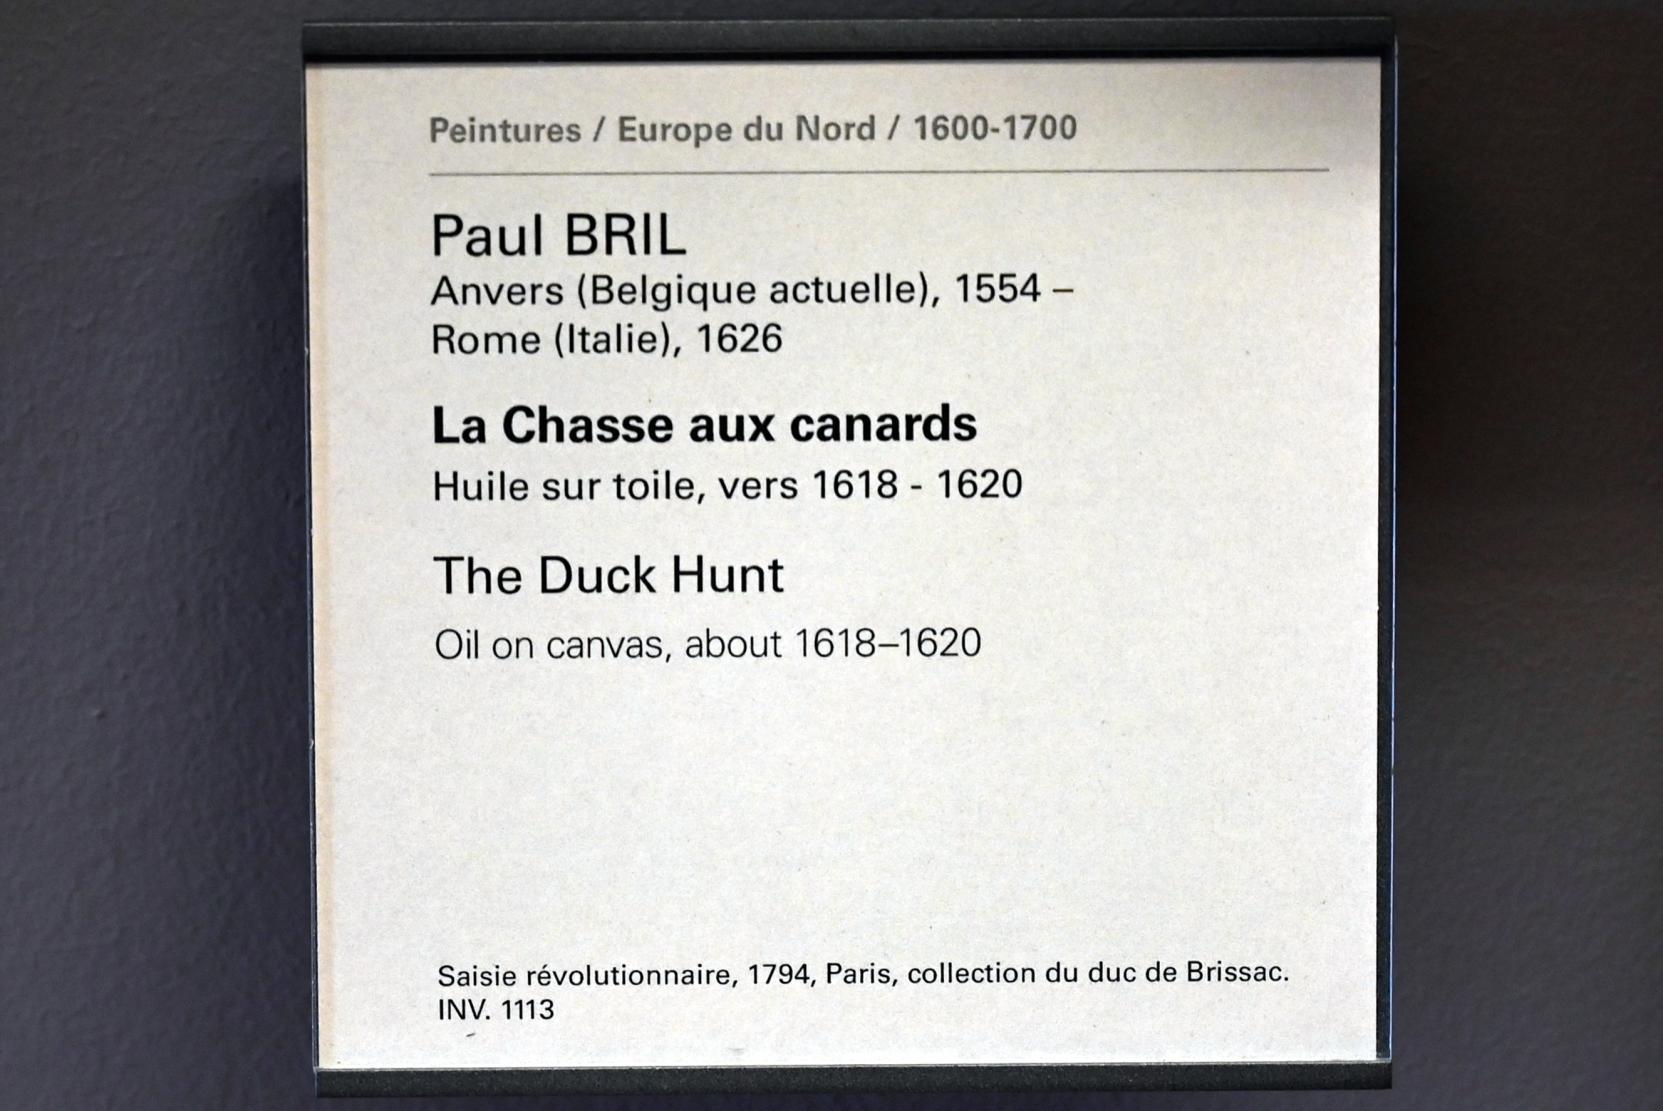 Peintures / Europe du Nord / 1600-1700
Paul BRIL
Anvers (Belgique actuelle), 1554 –
Rome (Italie), 1626
La Chasse aux canards
Huile sur toile, vers 1618 - 1620
The Duck Hunt
Oil on canvas, about 1618–1620
Saisie révolutionnaire, 1794, Paris, collection du duc de Brissac.
INV. 1113